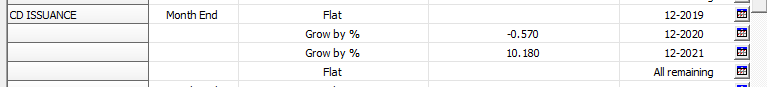 CD ISSUANCE Month End Flat 12-2019
Grow by % -0.570 12-2020
Grow by % 10.180 12-2021
Flat All remaining